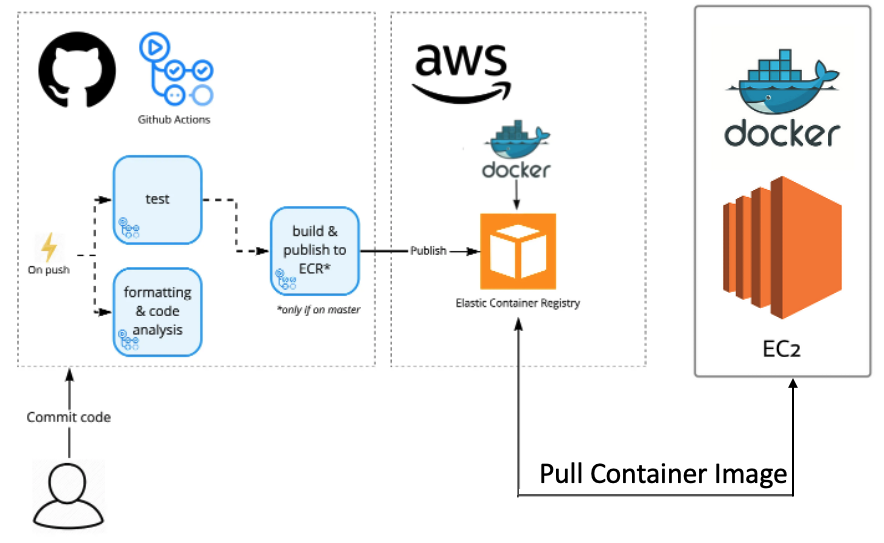 Github Actions
On push
test
formatting
& code
analysis
build &
publish to
ECR*
*only if on master
Publish
aws
docker
Elastic Container Registry
docker
EC2
Commit code
Pull Container Image